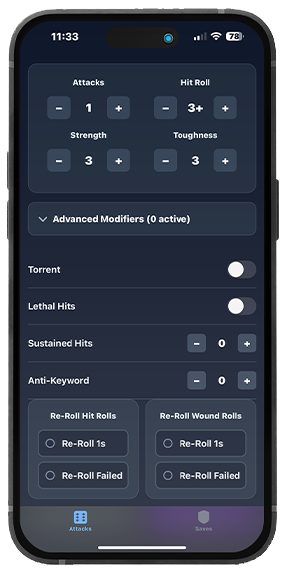 11:33
78
Attacks
Hit Roll
− 1 +
− 3+ +
Strength
Toughness
− 3 +
− 3 +
Advanced Modifiers (0 active)
Torrent
Lethal Hits
Sustained Hits − 0 +
Anti-Keyword − 0 +
Re-Roll Hit Rolls
Re-Roll Wound Rolls
Re-Roll 1s
Re-Roll 1s
Re-Roll Failed
Re-Roll Failed
Attacks
Saves